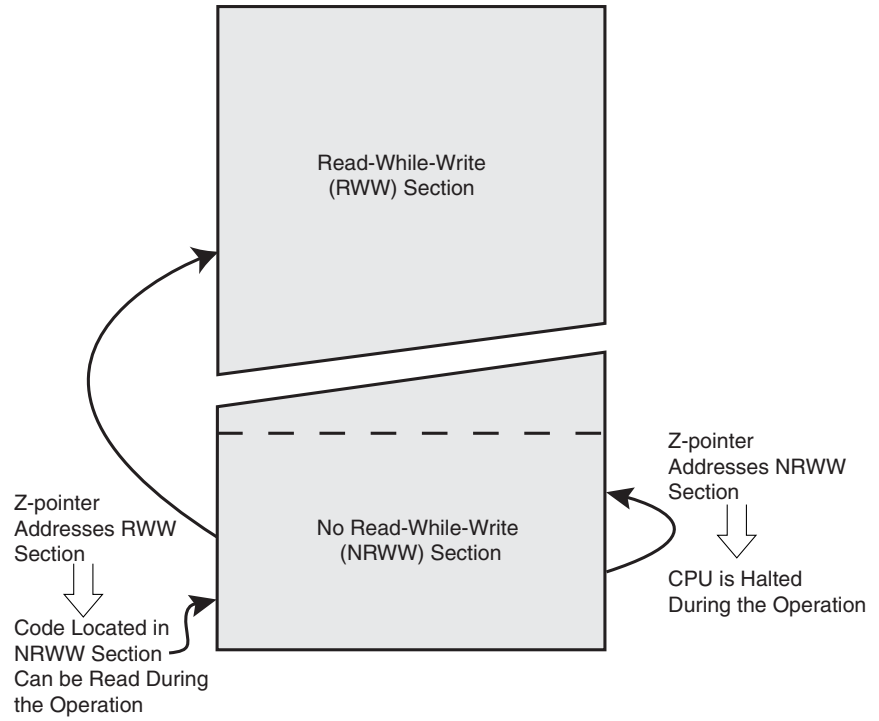 Read-While-Write
(RWW) Section
Z-pointer
Addresses NRWW
Section
Z-pointer
Addresses RWW
Section
No Read-While-Write
(NRWW) Section
CPU is Halted
During the Operation
Code Located in
NRWW Section
Can be Read During
the Operation